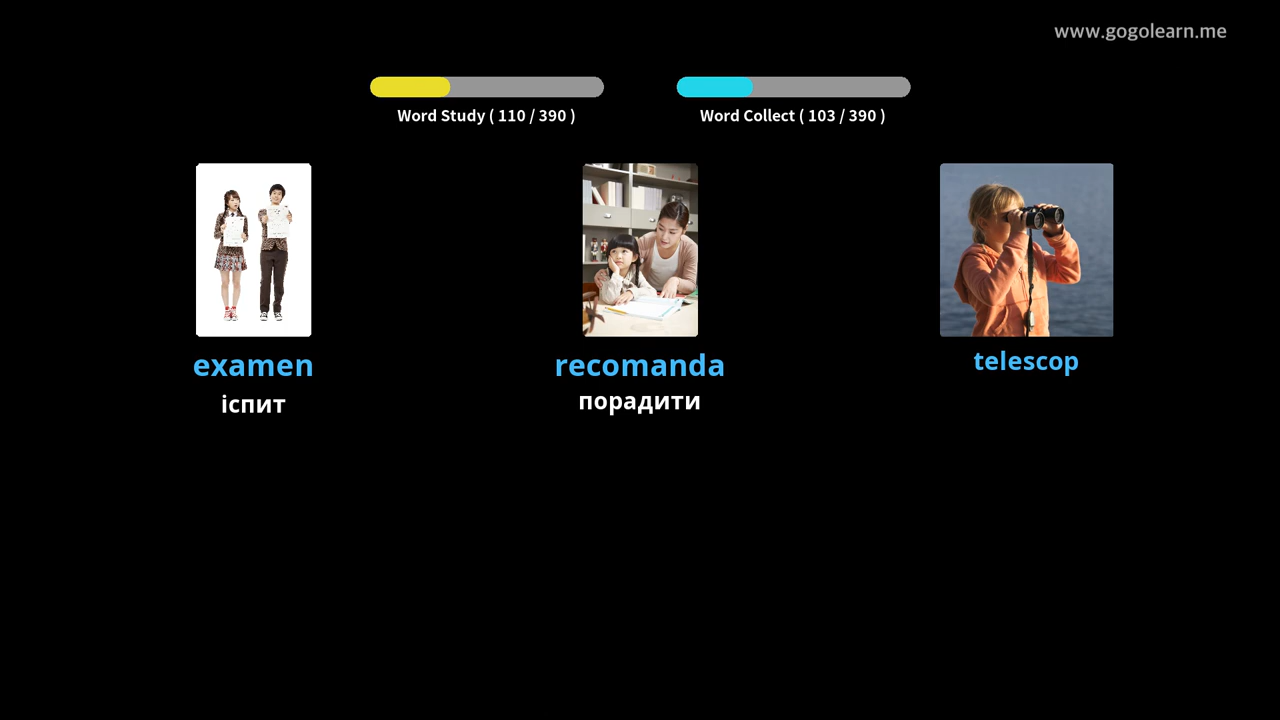 www.gogolearn.me
Word Study ( 110 / 390 )
Word Collect ( 103 / 390 )
examen
іспит
recomanda
порадити
telescop